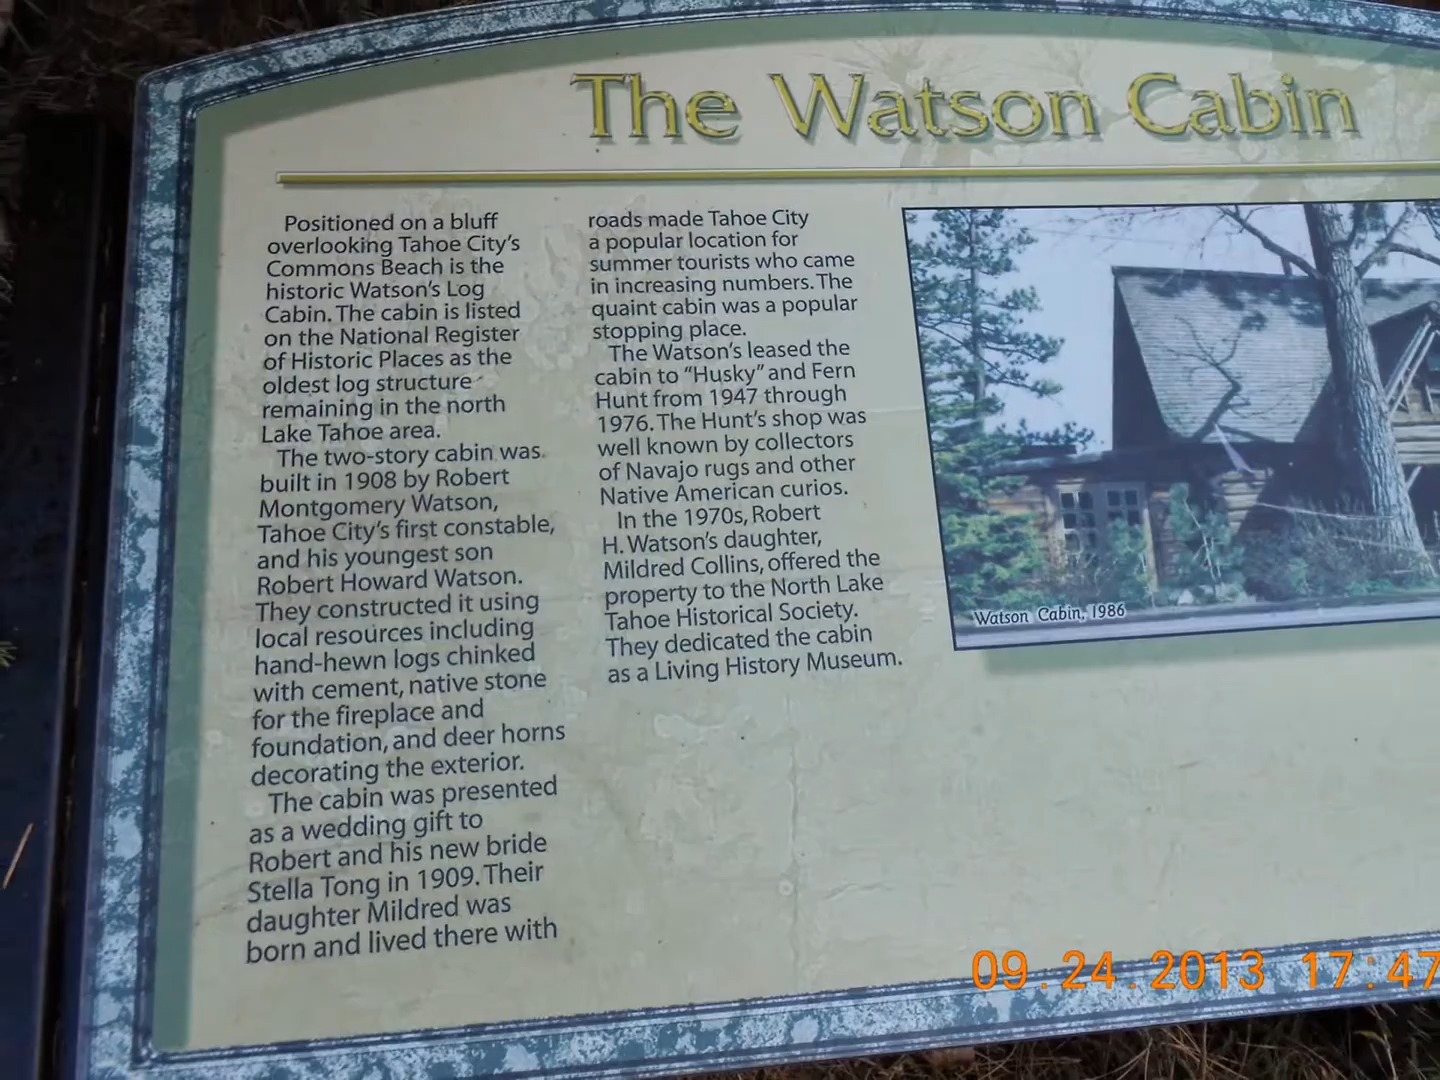 The Watson Cabin
Positioned on a bluff
overlooking Tahoe City's
Commons Beach is the
historic Watson's Log
Cabin. The cabin is listed
on the National Register
of Historic Places as the
oldest log structure
remaining in the north
Lake Tahoe area.
The two-story cabin was
built in 1908 by Robert
Montgomery Watson,
Tahoe City's first constable,
and his youngest son
Robert Howard Watson.
They constructed it using
local resources including
hand-hewn logs chinked
with cement, native stone
for the fireplace and
foundation, and deer horns
decorating the exterior.
The cabin was presented
as a wedding gift to
Robert and his new bride
Stella Tong in 1909. Their
daughter Mildred was
born and lived there with
roads made Tahoe City
a popular location for
summer tourists who came
in increasing numbers. The
quaint cabin was a popular
stopping place.
The Watson's leased the
cabin to "Husky" and Fern
Hunt from 1947 through
1976. The Hunt's shop was
well known by collectors
of Navajo rugs and other
Native American curios.
In the 1970s, Robert
H. Watson's daughter,
Mildred Collins, offered the
property to the North Lake
Tahoe Historical Society.
They dedicated the cabin
as a Living History Museum.
Watson Cabin, 1986
09.24.2013 17:47